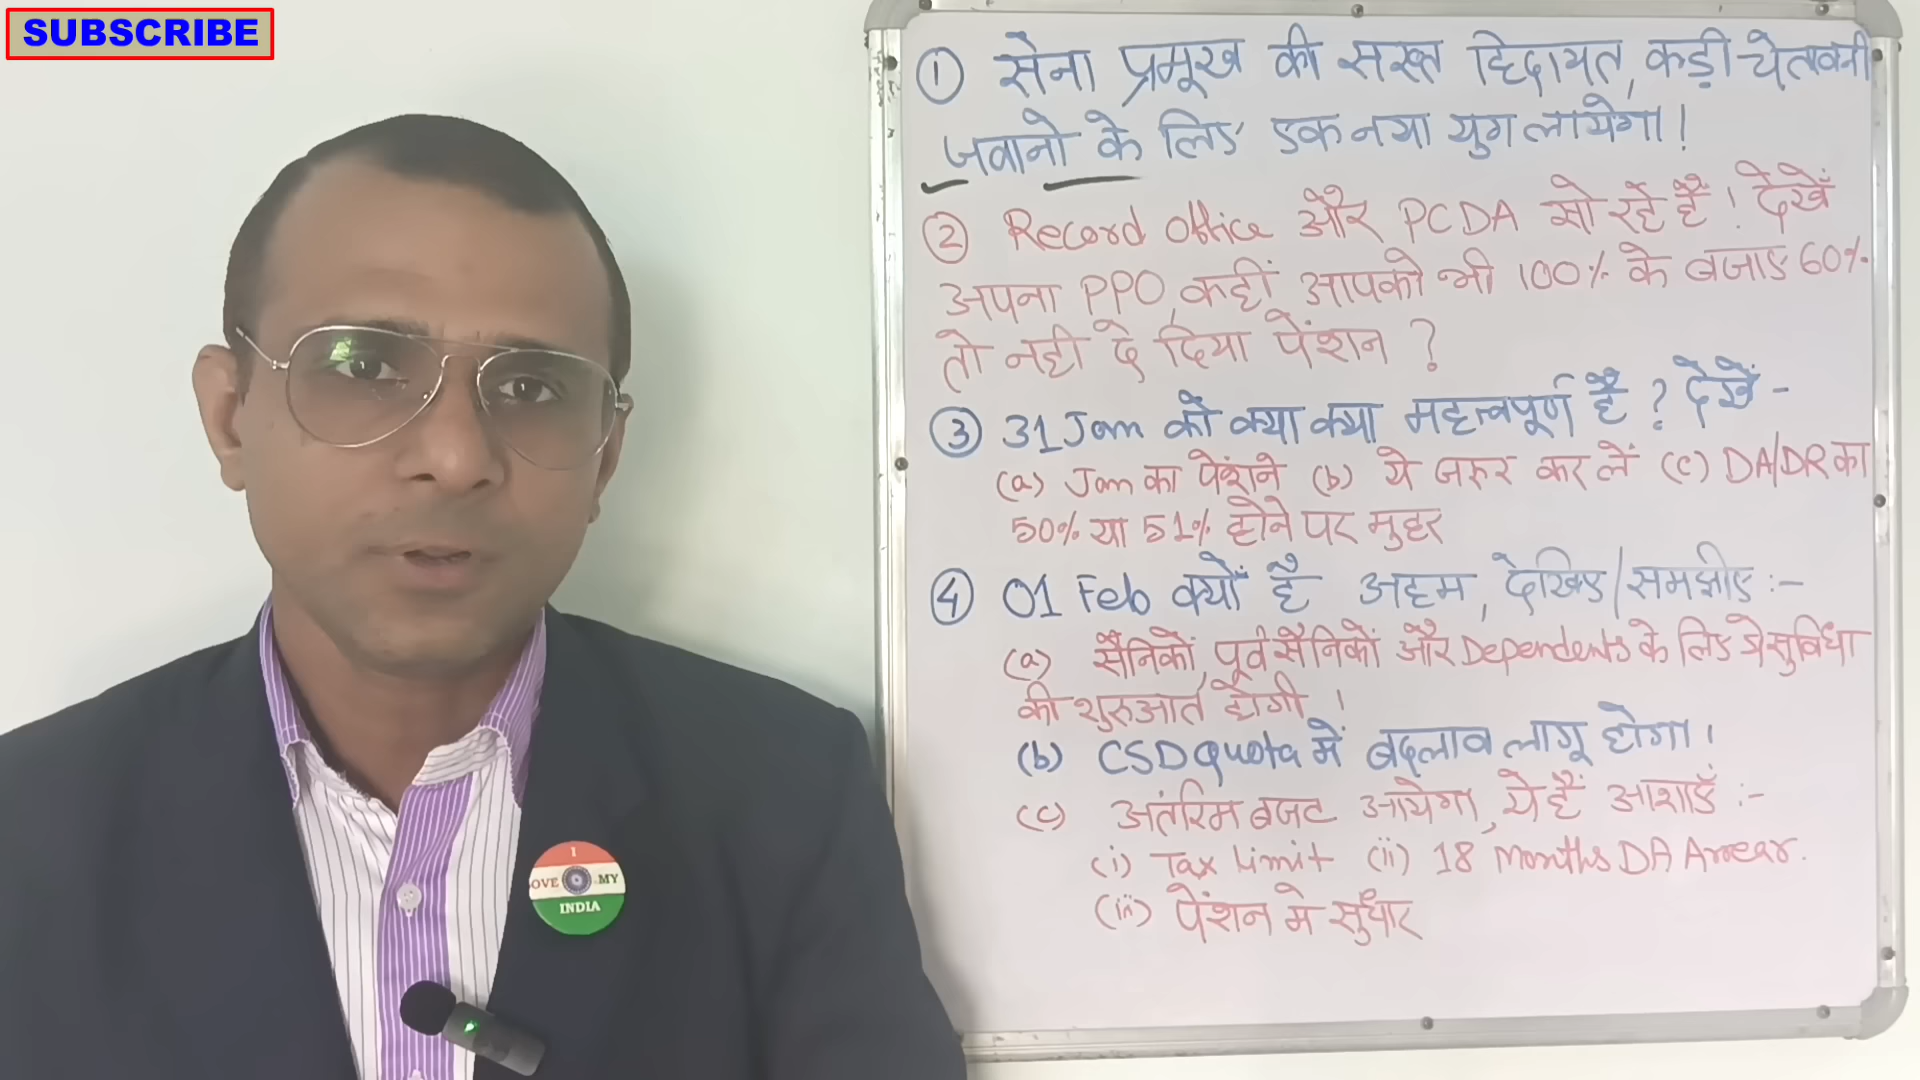 SUBSCRIBE
① सेना प्रमुख की सख्त हिदायत, कड़ी चेतावनी
जवानो के लिए एक नया युग लायेगा!
② Record office और PCDA सो रहें हैं! देखें
अपना PPO, कहीं आपको भी 100% के बजाए 60%
तो नही दे दिया पेंशन ?
③ 31 Jan को क्या क्या महत्त्वपूर्ण है ? देखें -
(a) Jan का पेंशने (b) ये जरुर कर लें (c) DA/DR का
50% या 51% होने पर मुहर
④ 01 Feb क्यों है अहम, देखिए/समझीए :-
(a) सैनिकों, पूर्व सैनिकों और Dependents के लिए ये सुविधा
की शुरुआत होगी !
(b) CSD quota में बदलाव लागू होगा।
(c) अंतरिम बजट आयेगा, ये हैं आशाएँ :-
(i) Tax limit (ii) 18 Months DA Arrear.
(iii) पेंशन मे सुधार
I
LOVE MY
INDIA